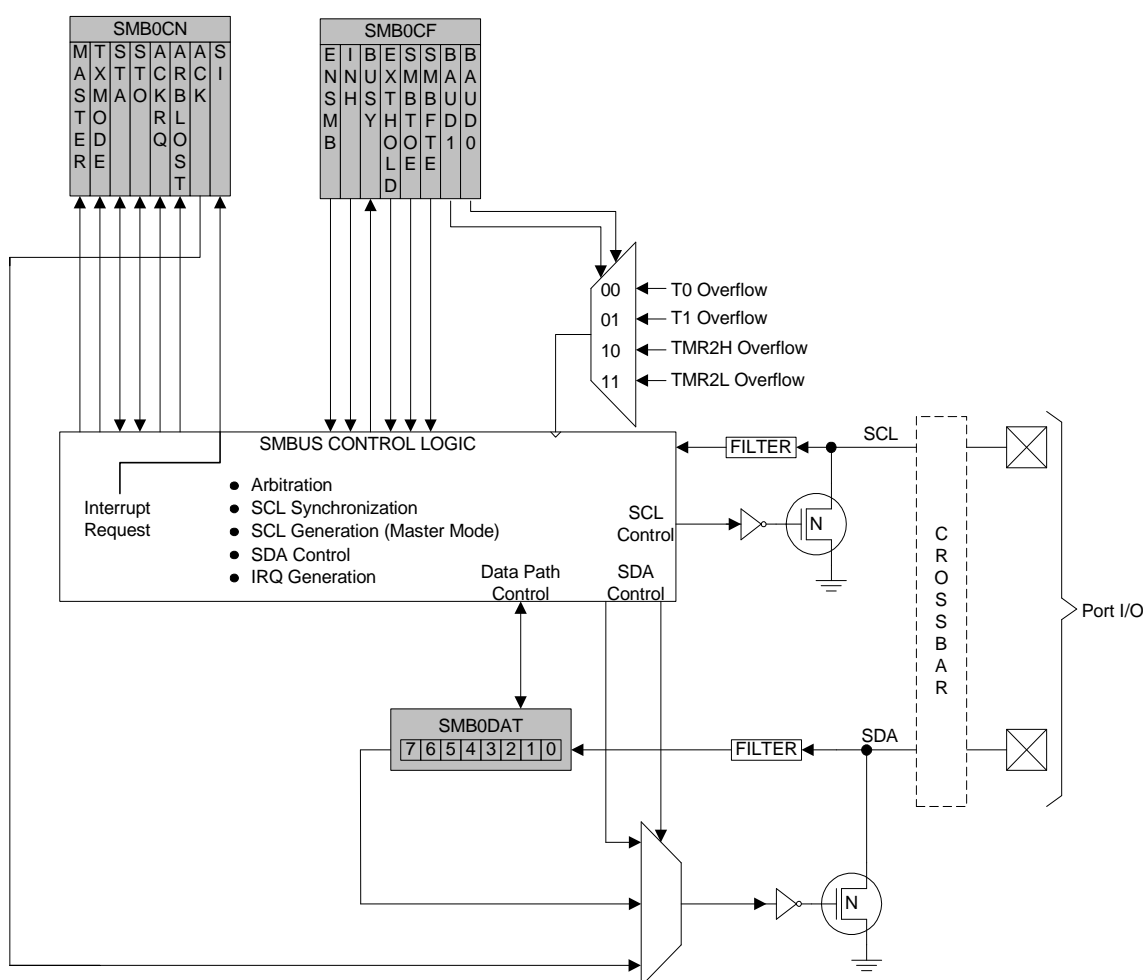 SMB0CN
MASTER
TXMODE
STA
STO
ACKRQ
ARBLOST
ACK
SI
SMB0CF
ENSMB
INH
BUSY
EXTHOLD
SMBTOE
SMBFTE
BAUD1
BAUD0
00
01
10
11
T0 Overflow
T1 Overflow
TMR2H Overflow
TMR2L Overflow
SMBUS CONTROL LOGIC
Interrupt
Request
● Arbitration
● SCL Synchronization
● SCL Generation (Master Mode)
● SDA Control
● IRQ Generation
SCL
Control
Data Path
Control
SDA
Control
FILTER
SCL
N
CROSSBAR
Port I/O
SMB0DAT
7 6 5 4 3 2 1 0
FILTER
SDA
N